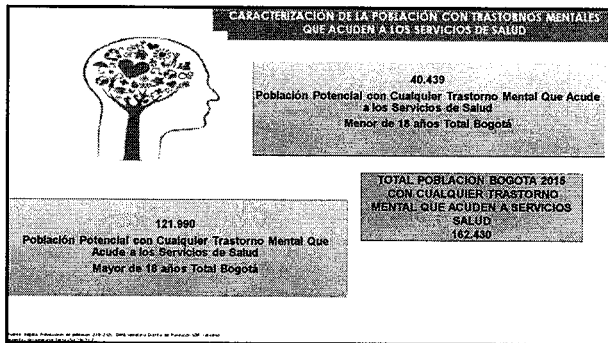 CARACTERIZACIÓN DE LA POBLACIÓN CON TRASTORNOS MENTALES
QUE ACUDEN A LOS SERVICIOS DE SALUD
40.439
Población Potencial con Cualquier Trastorno Mental Que Acude
a los Servicios de Salud
Menor de 18 años Total Bogotá
TOTAL POBLACION BOGOTA 2015
CON CUALQUIER TRASTORNO
MENTAL QUE ACUDEN A SERVICIOS
SALUD
162.430
121.990
Población Potencial con Cualquier Trastorno Mental Que
Acude a los Servicios de Salud
Mayor de 18 años Total Bogotá